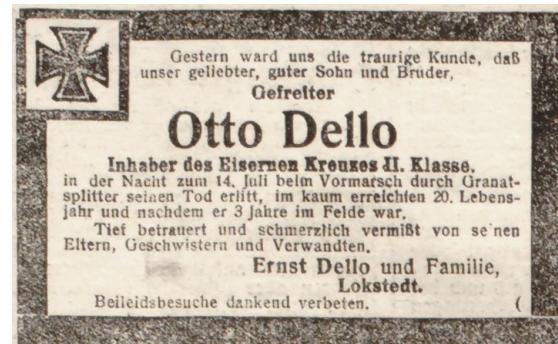 Gestern ward uns die traurige Kunde, daß
unser geliebter, guter Sohn und Bruder,
Gefreiter
Otto Dello
Inhaber des Eisernen Kreuzes II. Klasse,
in der Nacht zum 14. Juli beim Vormarsch durch Granat-
splitter seinen Tod erlitt, im kaum erreichten 20. Lebens-
jahr und nachdem er 3 Jahre im Felde war.
Tief betrauert und schmerzlich vermißt von seinen
Eltern, Geschwistern und Verwandten.
Ernst Dello und Familie,
Lokstedt.
Beileidsbesuche dankend verbeten. (